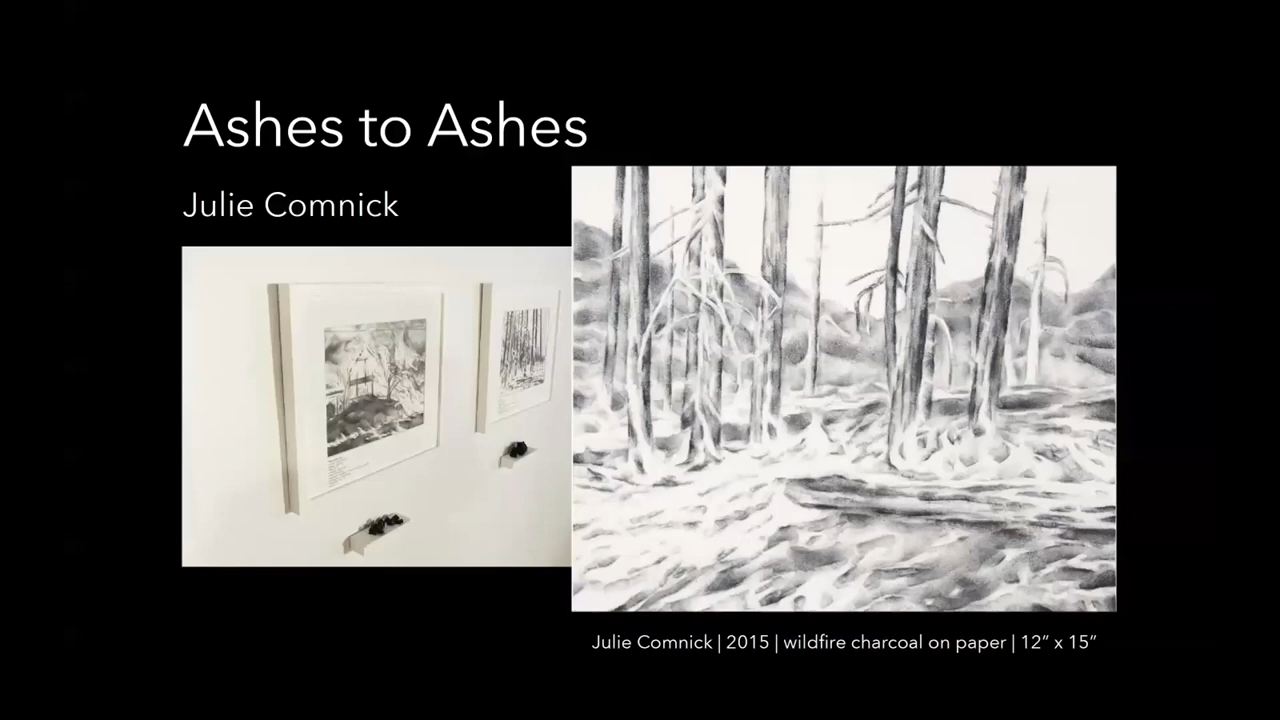 Ashes to Ashes
Julie Comnick
Julie Comnick | 2015 | wildfire charcoal on paper | 12” x 15”